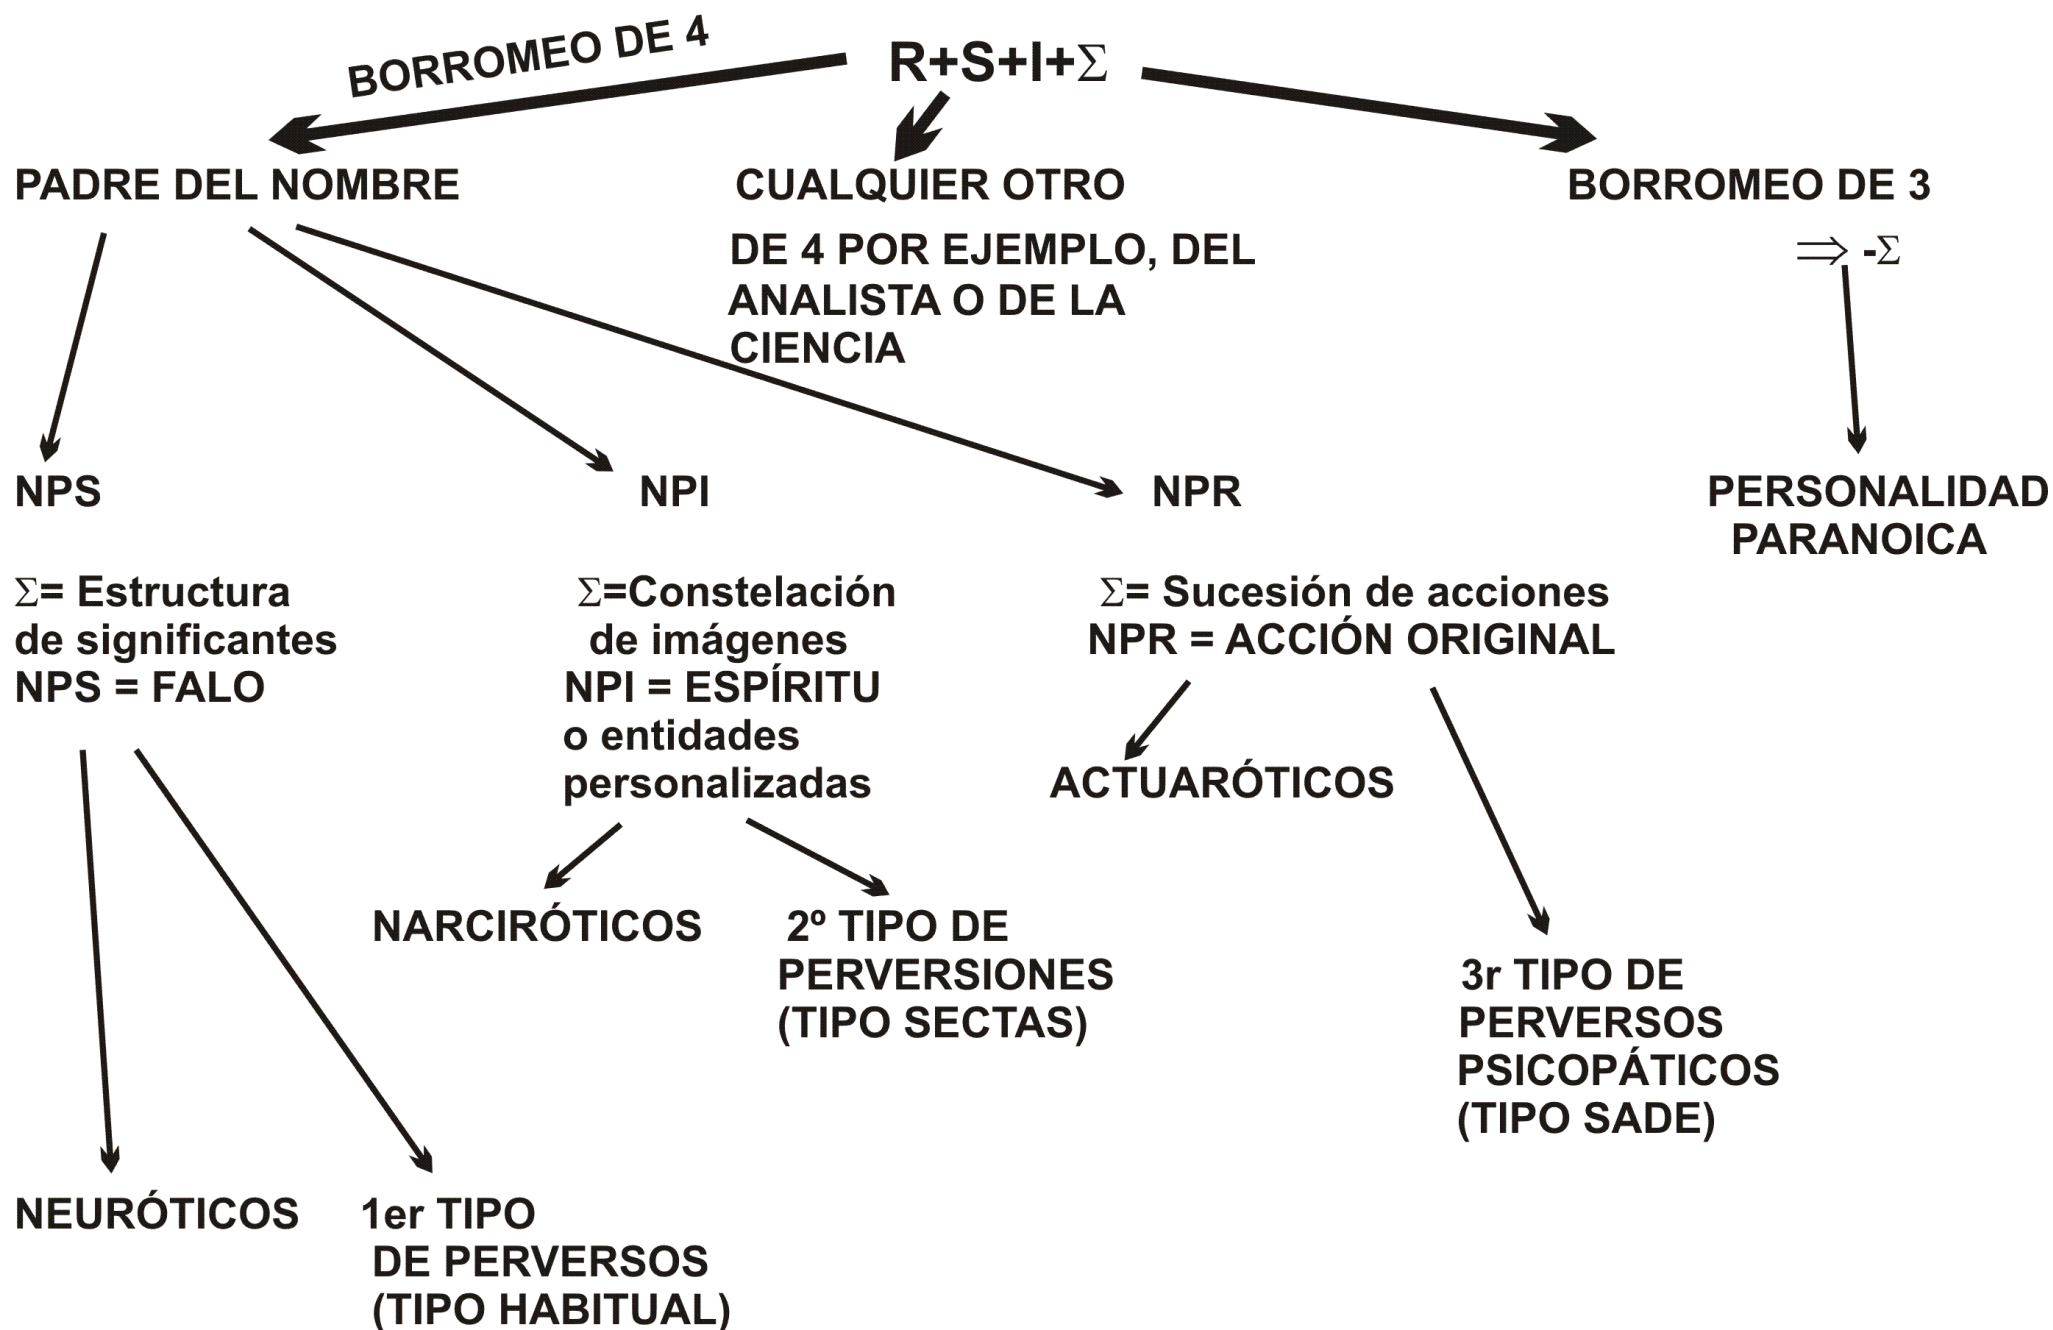 BORROMEO DE 4
R+S+I+Σ
PADRE DEL NOMBRE
CUALQUIER OTRO
DE 4 POR EJEMPLO, DEL
ANALISTA O DE LA
CIENCIA
BORROMEO DE 3
⇒ -Σ
NPS
Σ= Estructura
de significantes
NPS = FALO
NPI
Σ=Constelación
de imágenes
NPI = ESPÍRITU
o entidades
personalizadas
NPR
Σ= Sucesión de acciones
NPR = ACCIÓN ORIGINAL
PERSONALIDAD
PARANOICA
ACTUARÓTICOS
NARCIRÓTICOS
2º TIPO DE
PERVERSIONES
(TIPO SECTAS)
3r TIPO DE
PERVERSOS
PSICOPÁTICOS
(TIPO SADE)
NEURÓTICOS
1er TIPO
DE PERVERSOS
(TIPO HABITUAL)